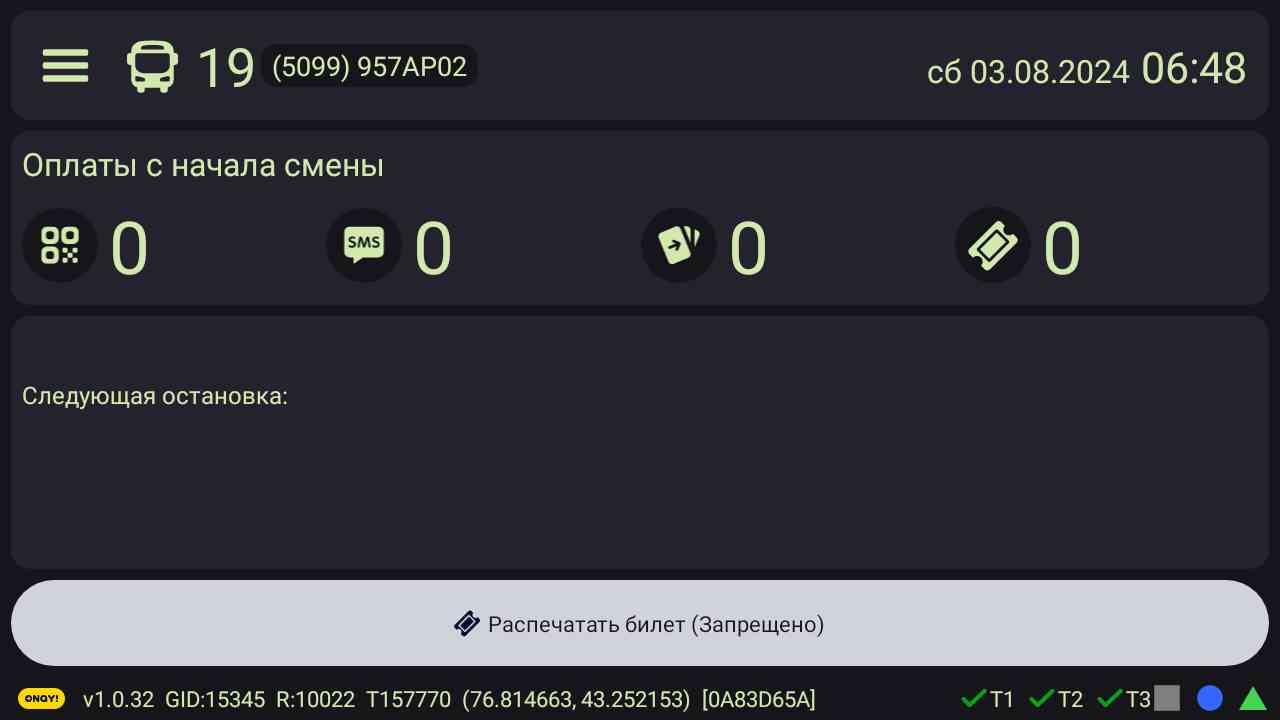 19 (5099) 957AP02 сб 03.08.2024 06:48
Оплаты с начала смены
0 SMS 0 0 0
Следующая остановка:
Распечатать билет (Запрещено)
ONAY! v1.0.32 GID:15345 R:10022 T157770 (76.814663, 43.252153) [0A83D65A] T1 T2 T3